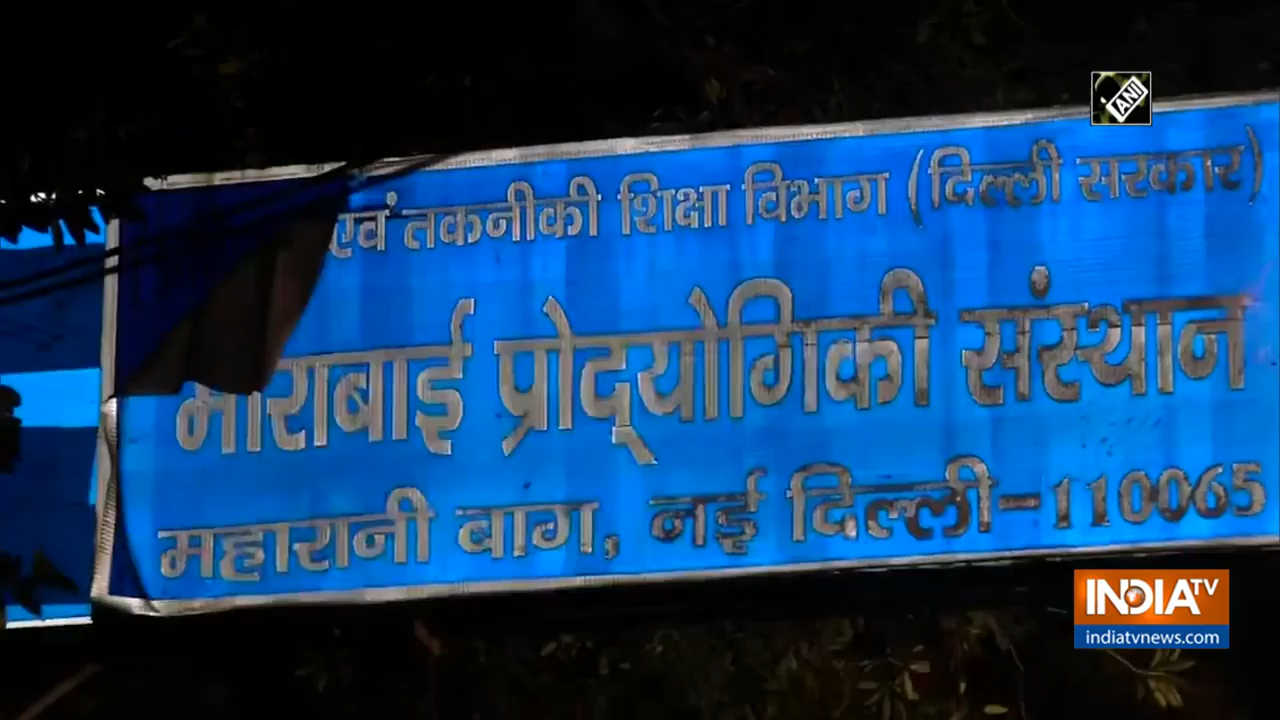 ANI
एवं तकनीकी शिक्षा विभाग (दिल्ली सरकार)
मीराबाई प्रोद्योगिकी संस्थान
महारानी बाग, नई दिल्ली-110065
INDIA TV
indiatvnews.com